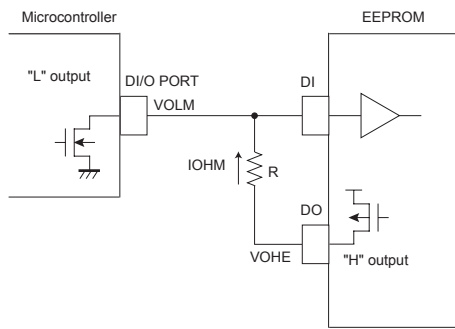 Microcontroller
EEPROM
"L" output
DI/O PORT
VOLM
DI
IOHM
R
DO
VOHE
"H" output